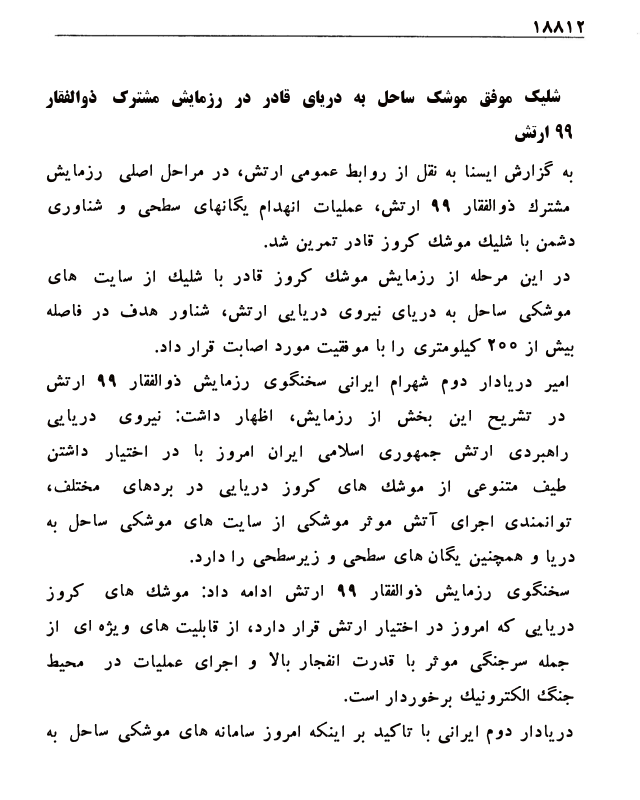 ۱۸۸۱۲
شلیک موفق موشک ساحل به دریای قادر در رزمایش مشترک ذوالفقار
۹۹ ارتش
به گزارش ایسنا به نقل از روابط عمومی ارتش، در مراحل اصلی رزمایش
مشترک ذوالفقار ۹۹ ارتش، عملیات انهدام یگانهای سطحی و شناوری
دشمن با شلیک موشک کروز قادر تمرین شد.
در این مرحله از رزمایش موشک کروز قادر با شلیک از سایت های
موشکی ساحل به دریای نیروی دریایی ارتش، شناور هدف در فاصله
بیش از ۲۰۰ کیلومتری را با موفقیت مورد اصابت قرار داد.
امیر دریادار دوم شهرام ایرانی سخنگوی رزمایش ذوالفقار ۹۹ ارتش
در تشریح این بخش از رزمایش، اظهار داشت: نیروی دریایی
راهبردی ارتش جمهوری اسلامی ایران امروز با در اختیار داشتن
طیف متنوعی از موشک های کروز دریایی در بردهای مختلف،
توانمندی اجرای آتش موثر موشکی از سایت های موشکی ساحل به
دریا و همچنین یگان های سطحی و زیرسطحی را دارد.
سخنگوی رزمایش ذوالفقار ۹۹ ارتش ادامه داد: موشک های کروز
دریایی که امروز در اختیار ارتش قرار دارد، از قابلیت های ویژه ای از
جمله سرجنگی موثر با قدرت انفجار بالا و اجرای عملیات در محیط
جنگ الکترونیک برخوردار است.
دریادار دوم ایرانی با تاکید بر اینکه امروز سامانه های موشکی ساحل به